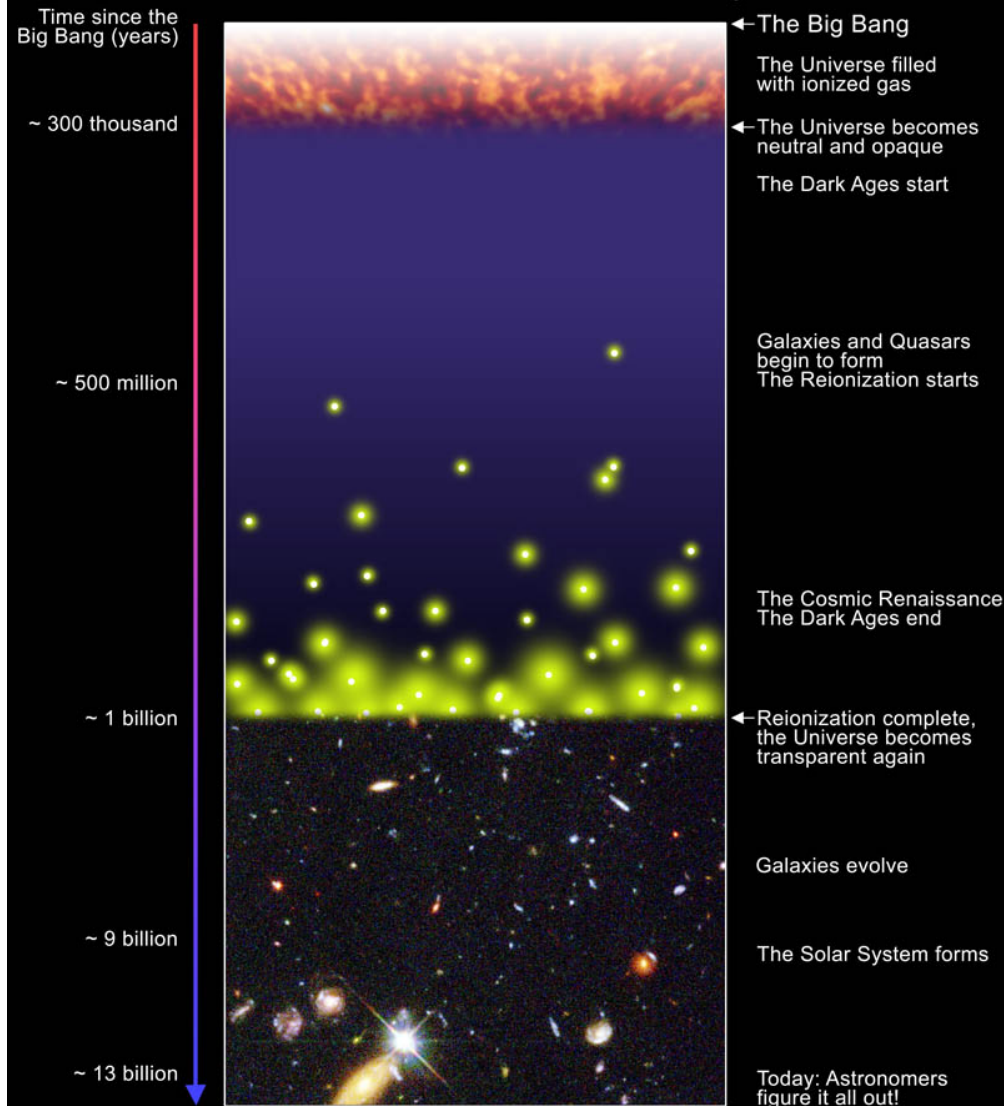 Time since the
Big Bang (years)
The Big Bang
The Universe filled
with ionized gas
~ 300 thousand
The Universe becomes
neutral and opaque
The Dark Ages start
Galaxies and Quasars
begin to form
The Reionization starts
~ 500 million
The Cosmic Renaissance
The Dark Ages end
~ 1 billion
Reionization complete,
the Universe becomes
transparent again
Galaxies evolve
~ 9 billion
The Solar System forms
~ 13 billion
Today: Astronomers
figure it all out!